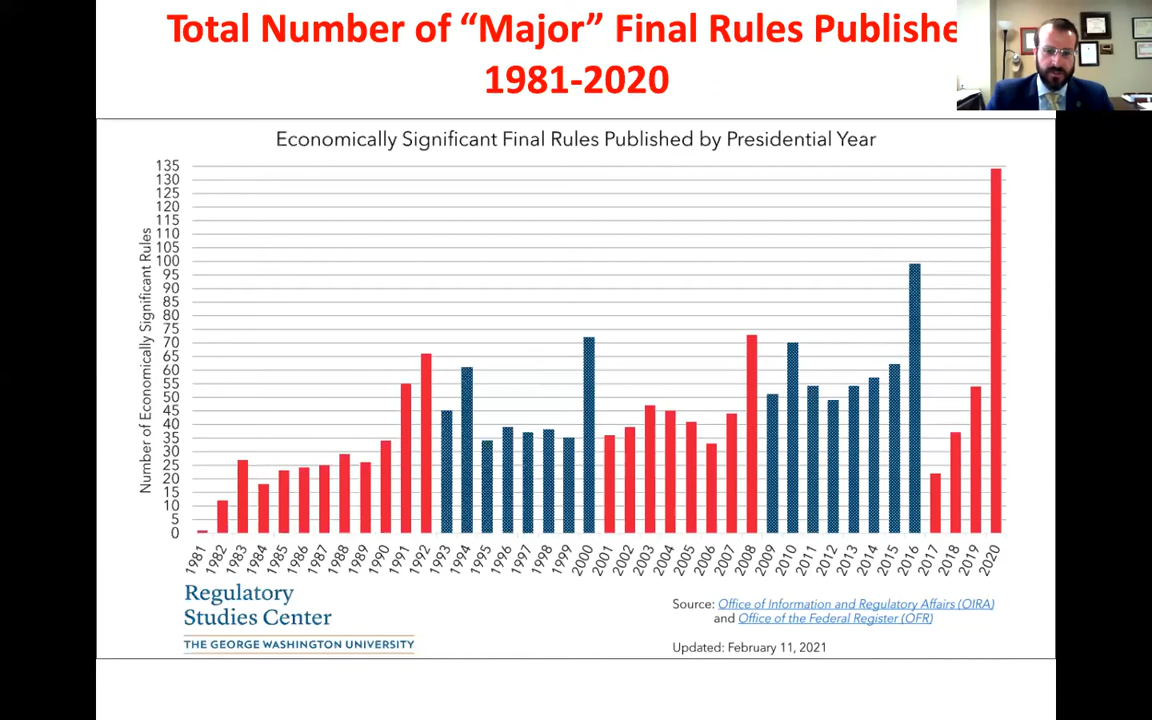 Total Number of “Major” Final Rules Publishe
1981-2020
Economically Significant Final Rules Published by Presidential Year
Number of Economically Significant Rules
135
130
125
120
115
110
105
100
95
90
85
80
75
70
65
60
55
50
45
40
35
30
25
20
15
10
5
0
1981 1982 1983 1984 1985 1986 1987 1988 1989 1990 1991 1992 1993 1994 1995 1996 1997 1998 1999 2000 2001 2002 2003 2004 2005 2006 2007 2008 2009 2010 2011 2012 2013 2014 2015 2016 2017 2018 2019 2020
Regulatory
Studies Center
THE GEORGE WASHINGTON UNIVERSITY
Source: Office of Information and Regulatory Affairs (OIRA)
and Office of the Federal Register (OFR)
Updated: February 11, 2021